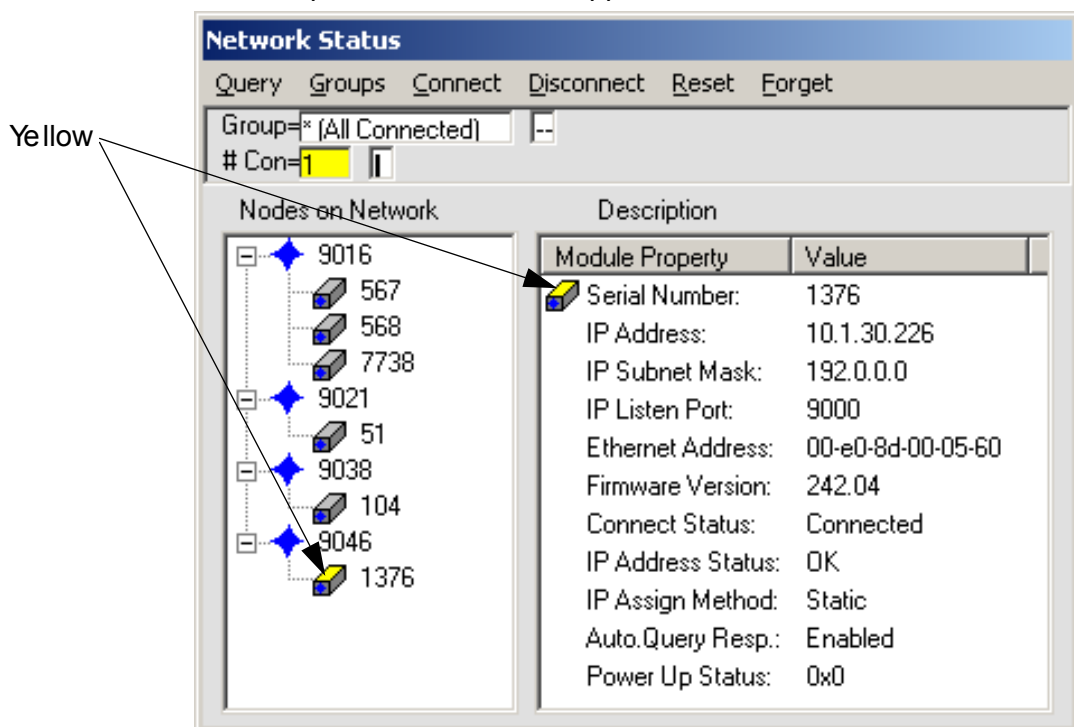 Network Status
Query Groups Connect Disconnect Reset Forget
Group=* (All Connected) --
Yellow
# Con=1
Nodes on Network Description
9016 Module Property Value
567 Serial Number: 1376
568 IP Address: 10.1.30.226
7738 IP Subnet Mask: 192.0.0.0
9021 IP Listen Port: 9000
51 Ethernet Address: 00-e0-8d-00-05-60
9038 Firmware Version: 242.04
104 Connect Status: Connected
9046 IP Address Status: OK
1376 IP Assign Method: Static
Auto.Query Resp.: Enabled
Power Up Status: 0x0